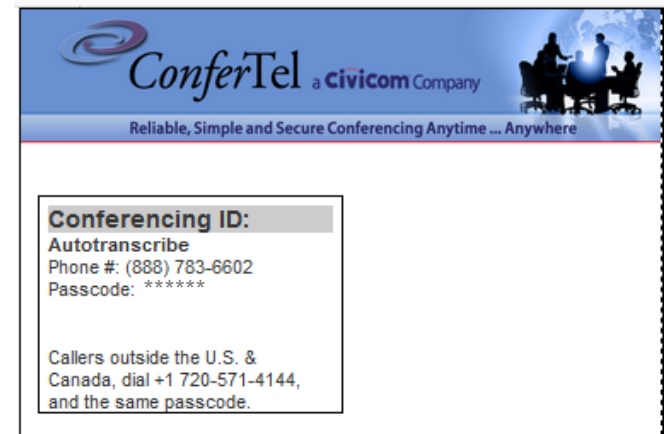 ConferTel a Civicom Company
Reliable, Simple and Secure Conferencing Anytime ... Anywhere
Conferencing ID:
Autotranscribe
Phone #: (888) 783-6602
Passcode: ******
Callers outside the U.S. &
Canada, dial +1 720-571-4144,
and the same passcode.